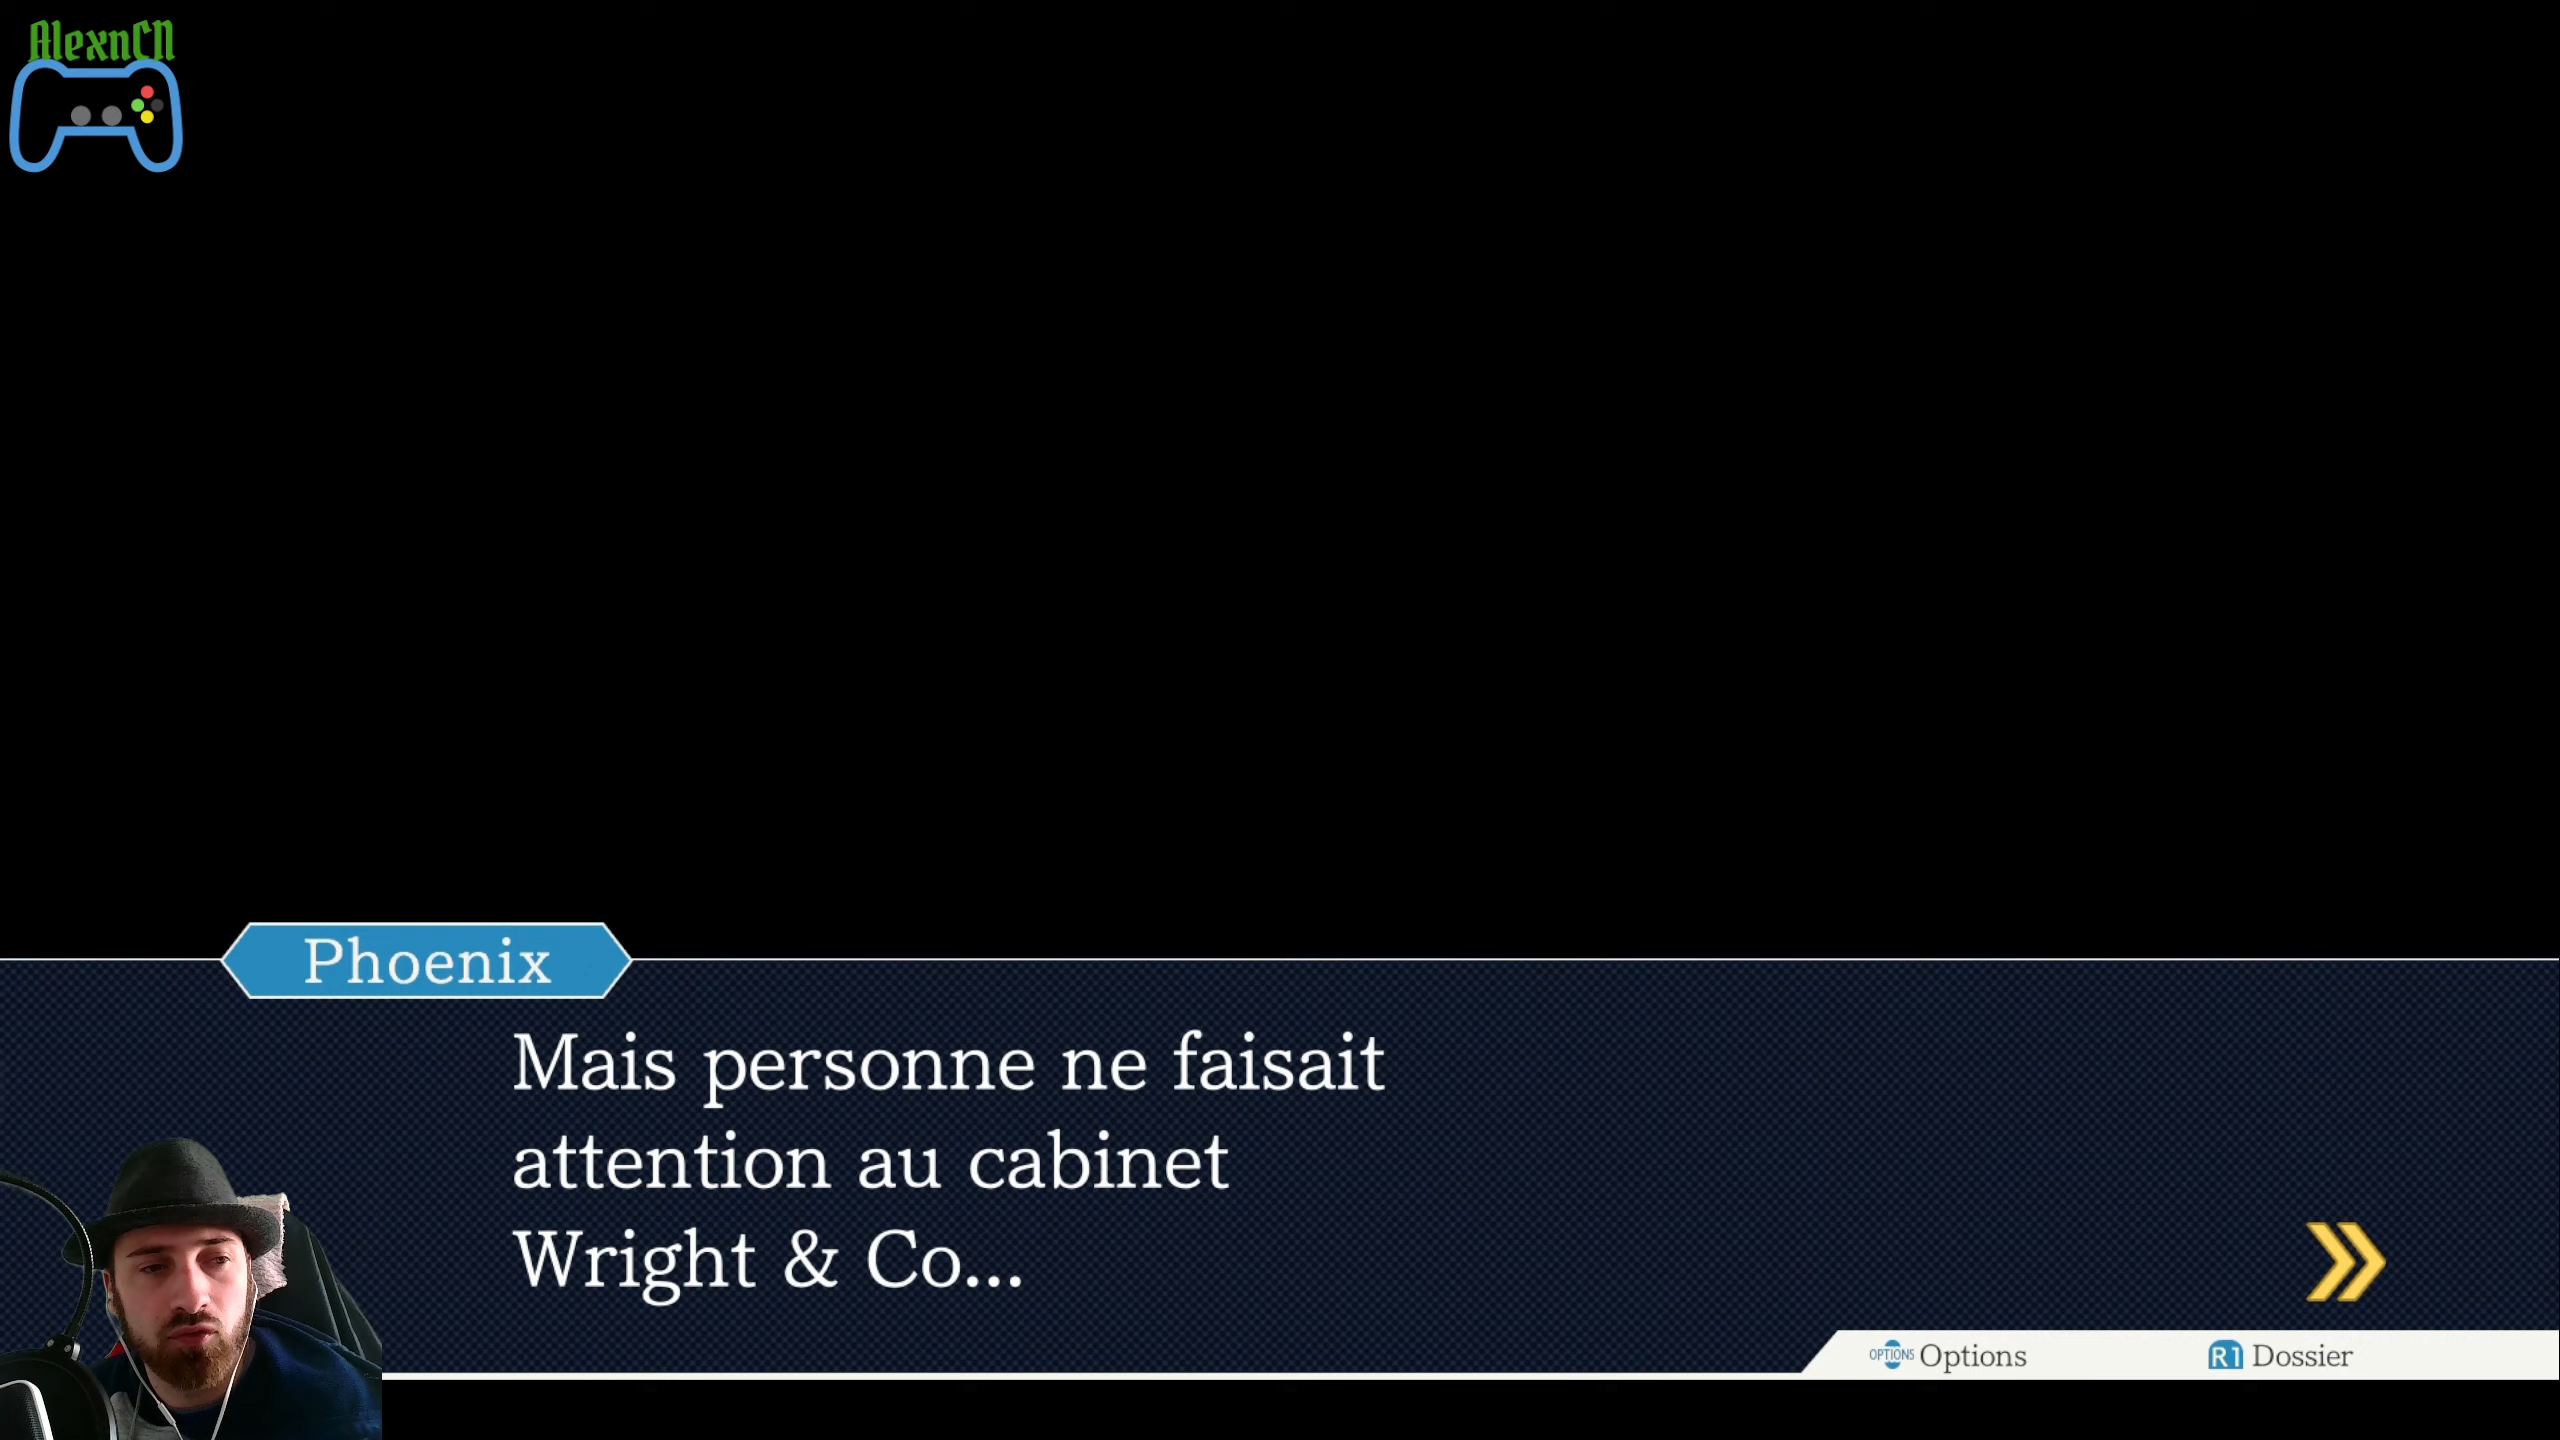 AlexnCN
Phoenix
Mais personne ne faisait
attention au cabinet
Wright & Co...
OPTIONS Options
R1 Dossier